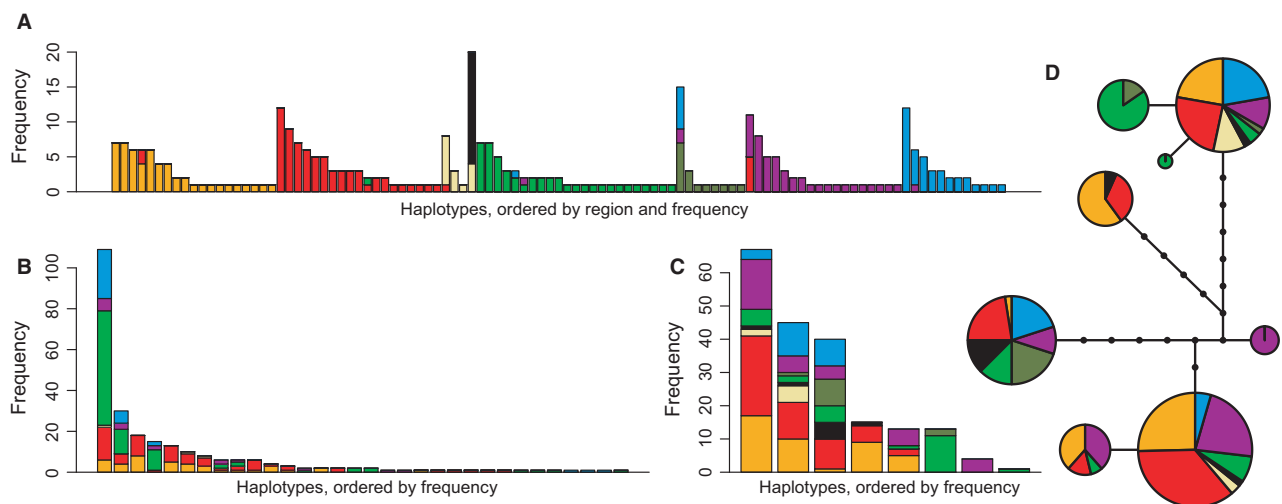 A
Frequency
20
15
10
5
0
Haplotypes, ordered by region and frequency
B
Frequency
100
80
60
40
20
0
Haplotypes, ordered by frequency
C
Frequency
60
50
40
30
20
10
0
Haplotypes, ordered by frequency
D